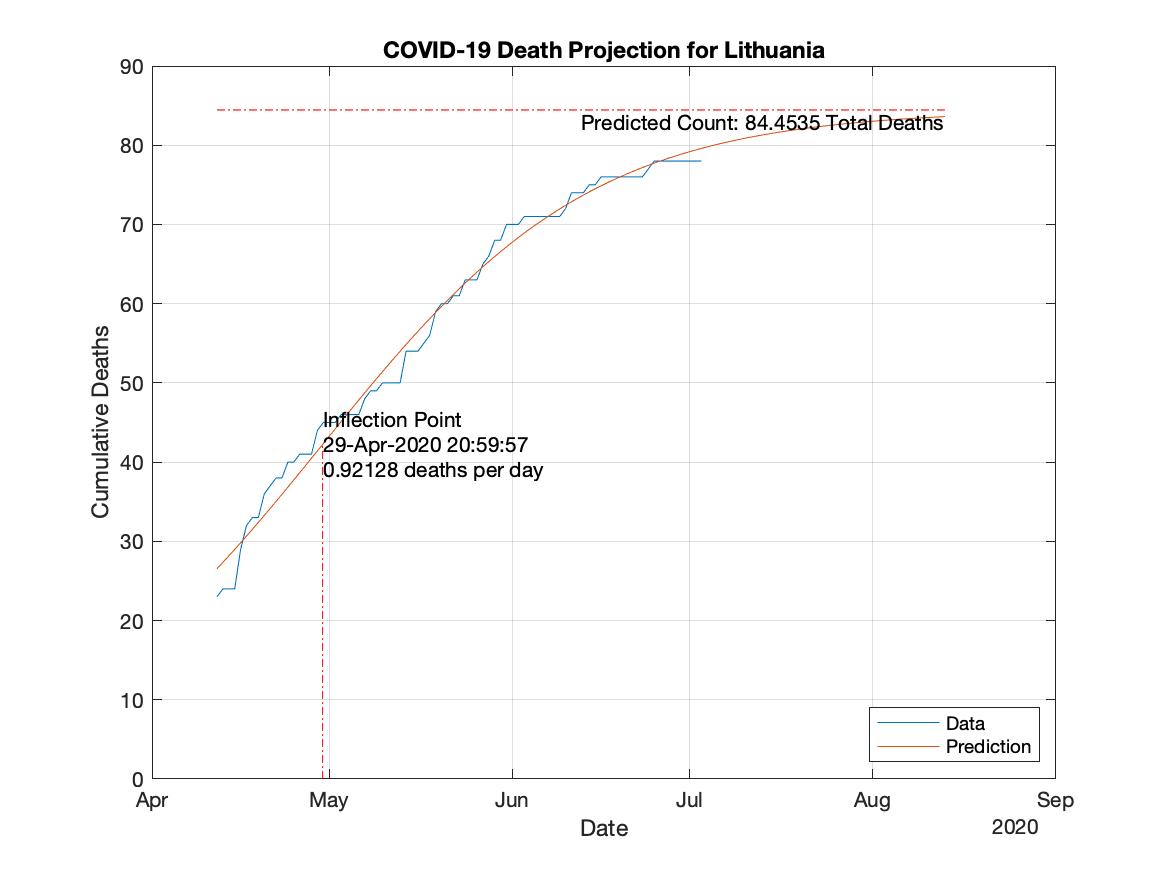 COVID-19 Death Projection for Lithuania
90
80
70
60
50
40
30
20
10
0
Cumulative Deaths
Predicted Count: 84.4535 Total Deaths
Inflection Point
29-Apr-2020 20:59:57
0.92128 deaths per day
Data
Prediction
Apr May Jun Jul Aug Sep
Date
2020